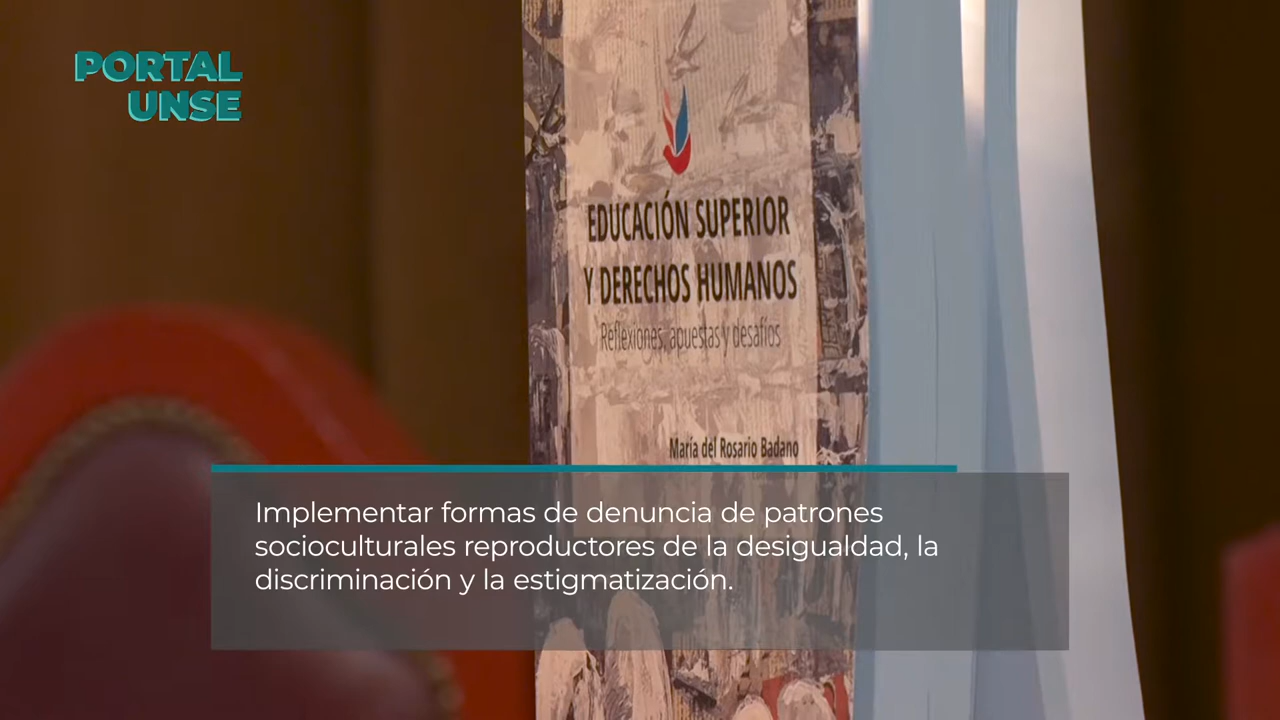 PORTAL
UNSE
EDUCACIÓN SUPERIOR
Y DERECHOS HUMANOS
Reflexiones, apuestas y desafíos
María del Rosario Badano
Implementar formas de denuncia de patrones
socioculturales reproductores de la desigualdad, la
discriminación y la estigmatización.